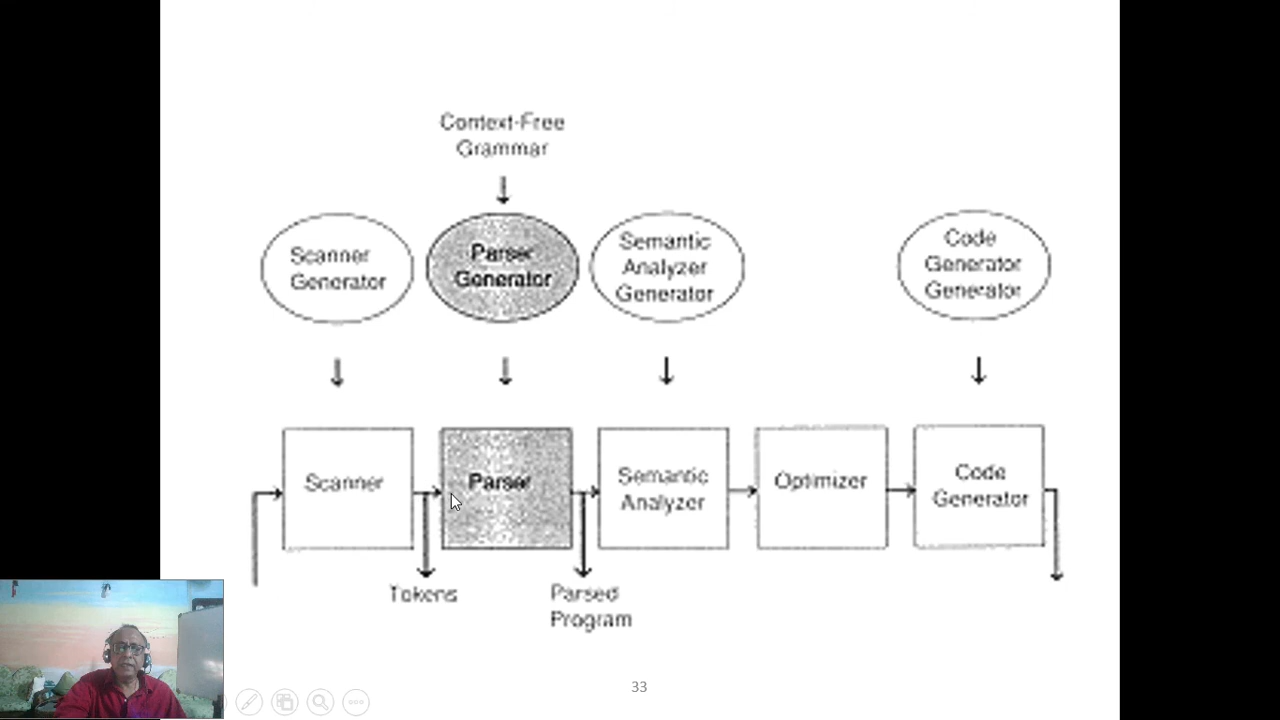 Context-Free
Grammar
Scanner
Generator
Parser
Generator
Semantic
Analyzer
Generator
Code
Generator
Generator
Scanner
Parser
Semantic
Analyzer
Optimizer
Code
Generator
Tokens
Parsed
Program
33